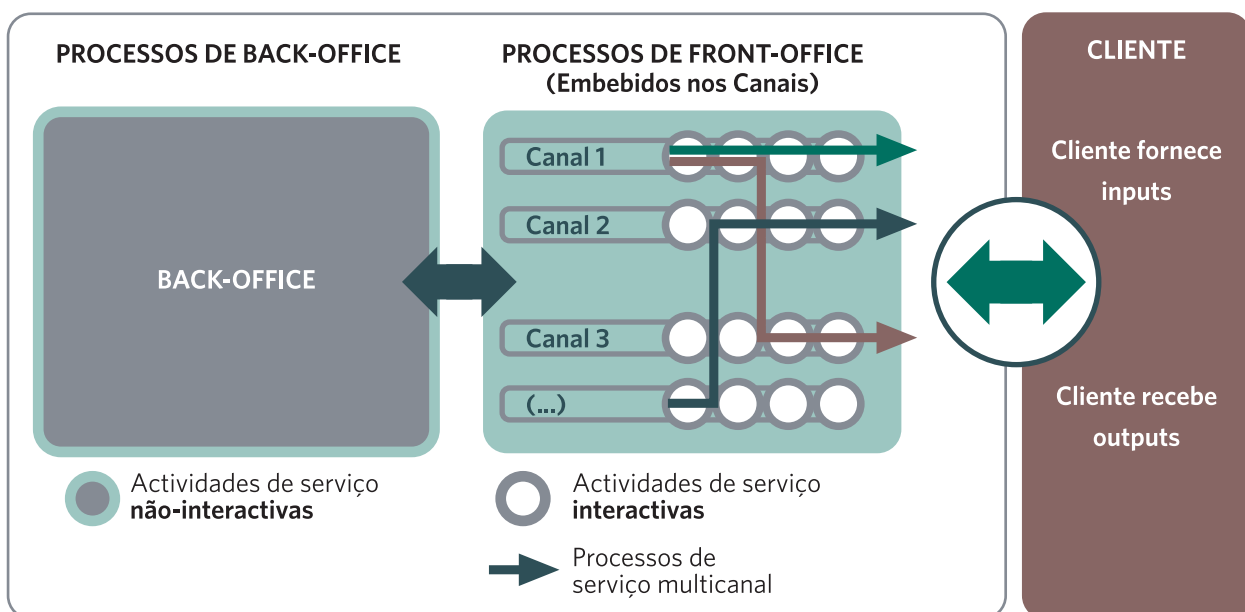 PROCESSOS DE BACK-OFFICE
BACK-OFFICE
PROCESSOS DE FRONT-OFFICE
(Embebidos nos Canais)
Canal 1
Canal 2
Canal 3
(...)
CLIENTE
Cliente fornece
inputs
Cliente recebe
outputs
Actividades de serviço
não-interactivas
Actividades de serviço
interactivas
Processos de
serviço multicanal